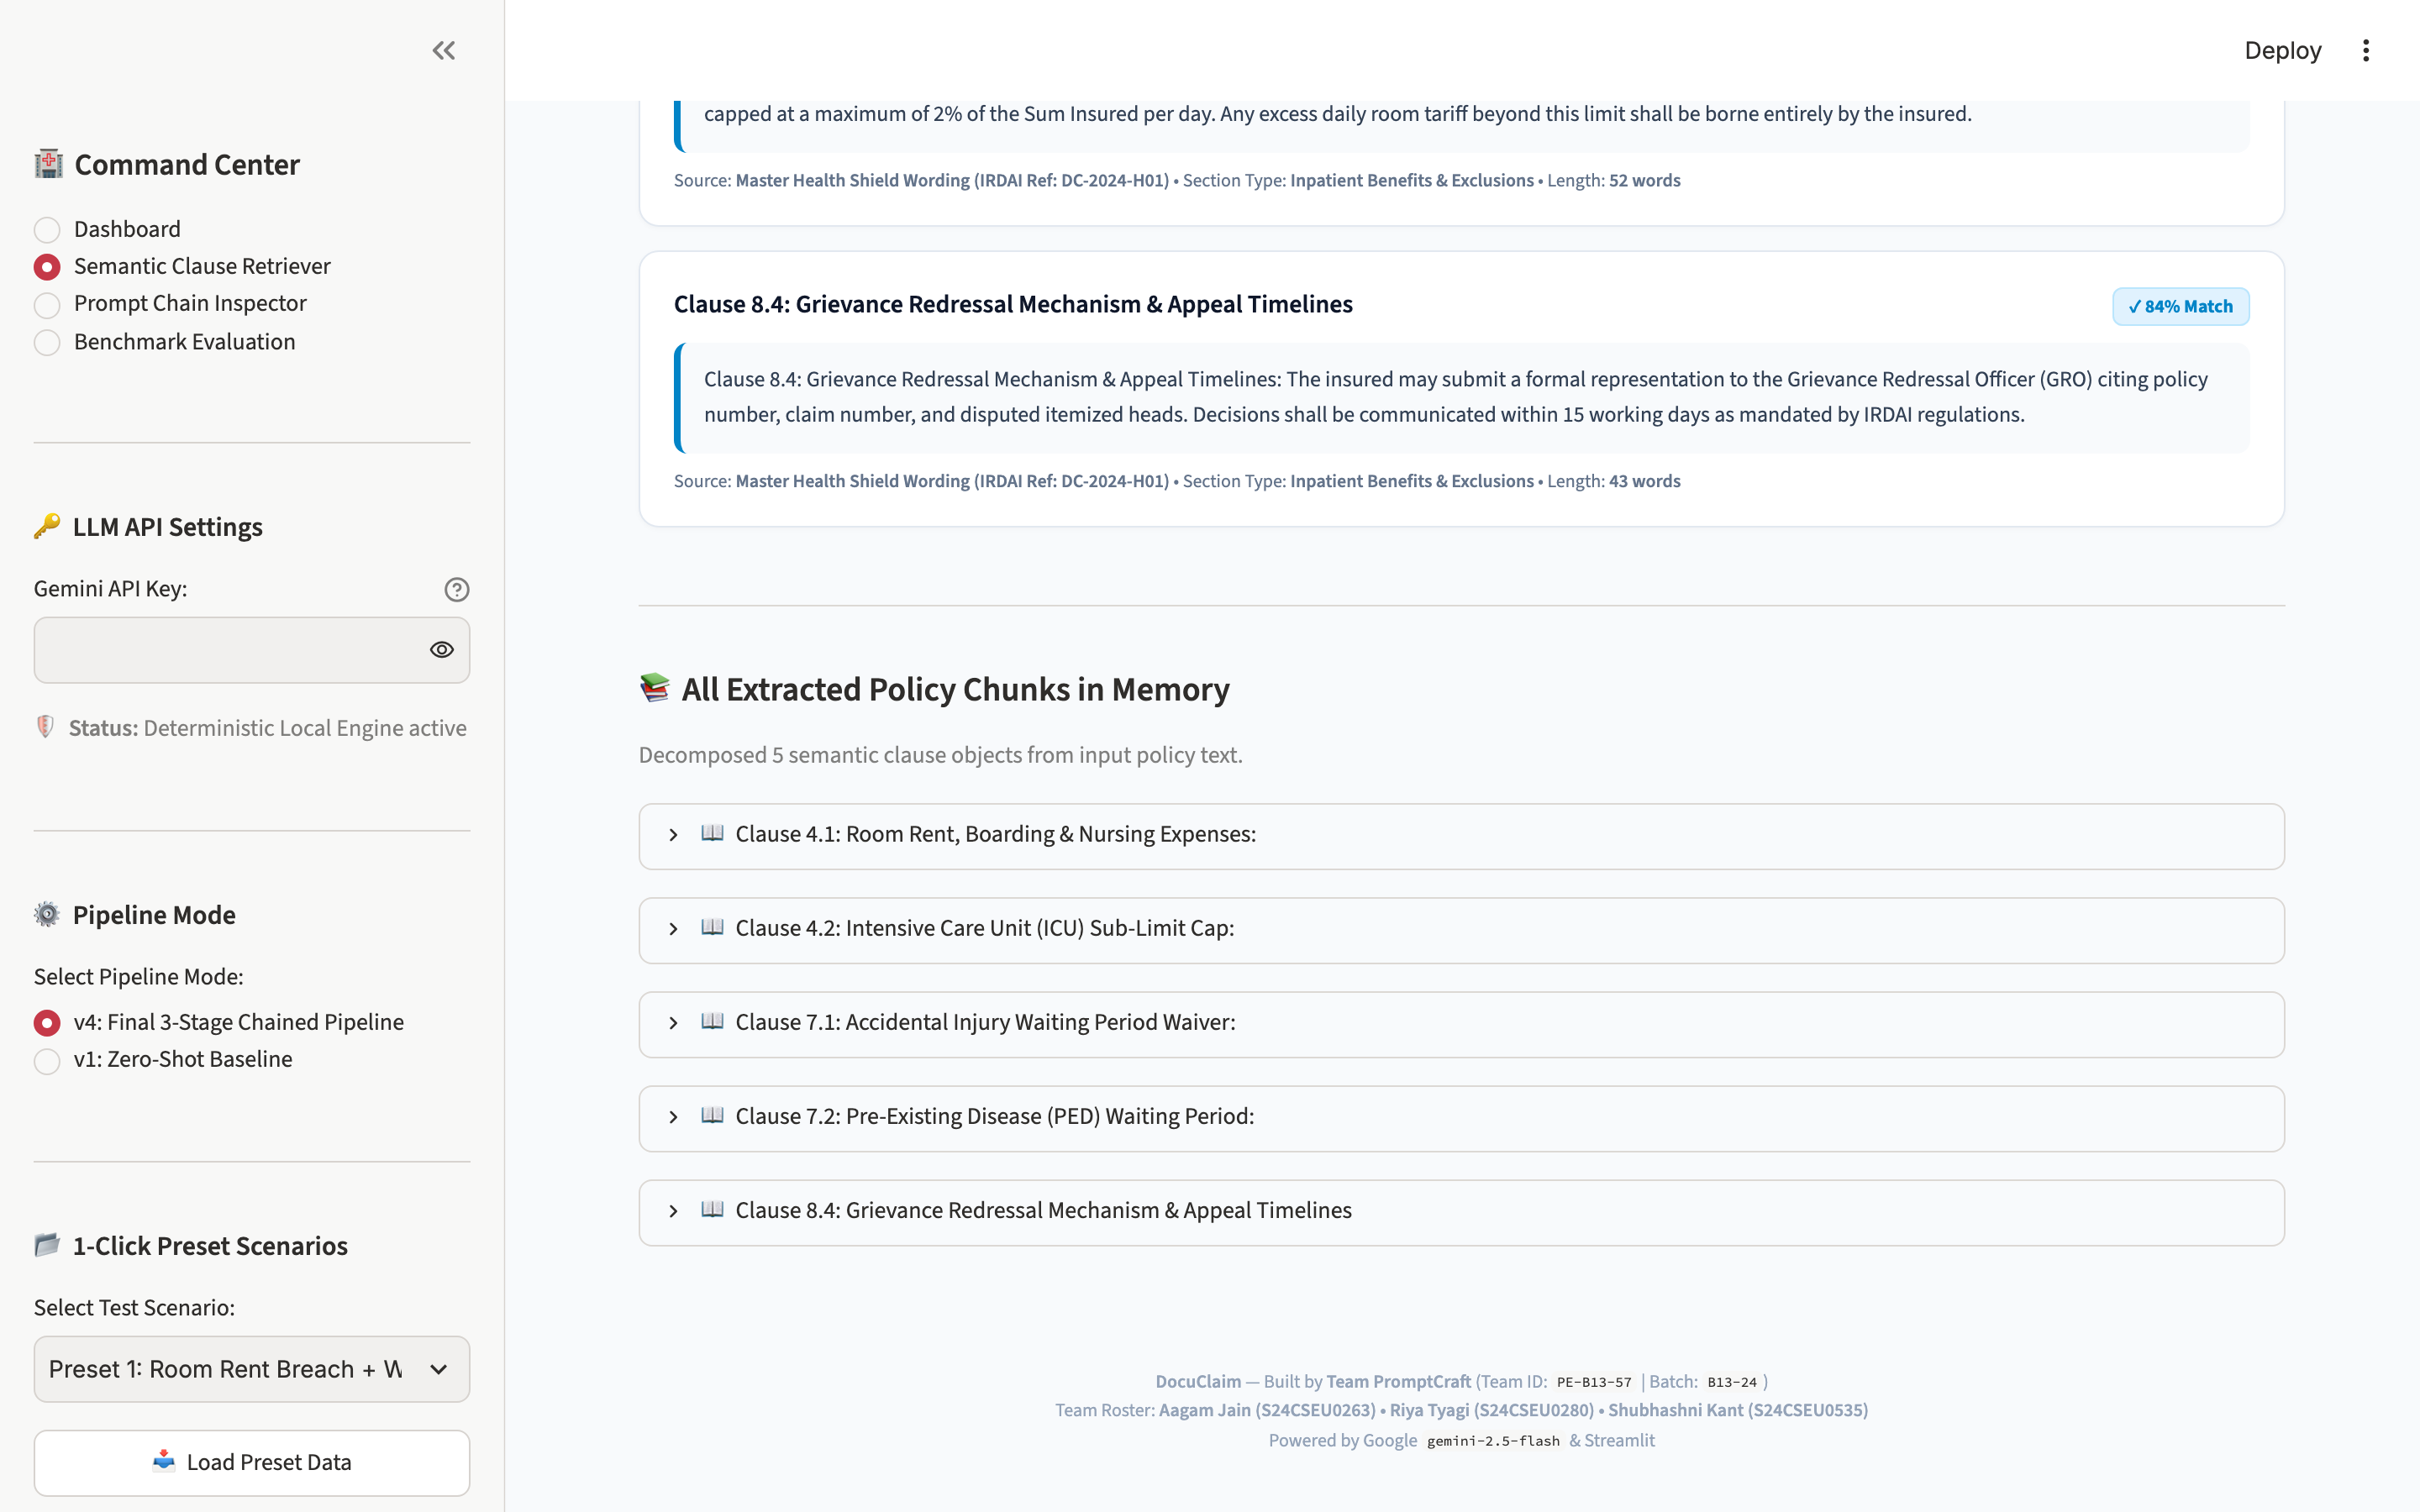 Deploy
Command Center
Dashboard
Semantic Clause Retriever
Prompt Chain Inspector
Benchmark Evaluation
LLM API Settings
Gemini API Key:
Status: Deterministic Local Engine active
Pipeline Mode
Select Pipeline Mode:
v4: Final 3-Stage Chained Pipeline
v1: Zero-Shot Baseline
1-Click Preset Scenarios
Select Test Scenario:
Preset 1: Room Rent Breach +
Load Preset Data
capped at a maximum of 2% of the Sum Insured per day. Any excess daily room tariff beyond this limit shall be borne entirely by the insured.
Source: Master Health Shield Wording (IRDAI Ref: DC-2024-H01) • Section Type: Inpatient Benefits & Exclusions • Length: 52 words
Clause 8.4: Grievance Redressal Mechanism & Appeal Timelines
✓ 84% Match
Clause 8.4: Grievance Redressal Mechanism & Appeal Timelines: The insured may submit a formal representation to the Grievance Redressal Officer (GRO) citing policy
number, claim number, and disputed itemized heads. Decisions shall be communicated within 15 working days as mandated by IRDAI regulations.
Source: Master Health Shield Wording (IRDAI Ref: DC-2024-H01) • Section Type: Inpatient Benefits & Exclusions • Length: 43 words
All Extracted Policy Chunks in Memory
Decomposed 5 semantic clause objects from input policy text.
Clause 4.1: Room Rent, Boarding & Nursing Expenses:
Clause 4.2: Intensive Care Unit (ICU) Sub-Limit Cap:
Clause 7.1: Accidental Injury Waiting Period Waiver:
Clause 7.2: Pre-Existing Disease (PED) Waiting Period:
Clause 8.4: Grievance Redressal Mechanism & Appeal Timelines
DocuClaim — Built by Team PromptCraft (Team ID: PE-B13-57 | Batch: B13-24 )
Team Roster: Aagam Jain (S24CSEU0263) • Riya Tyagi (S24CSEU0280) • Shubhashni Kant (S24CSEU0535)
Powered by Google gemini-2.5-flash & Streamlit